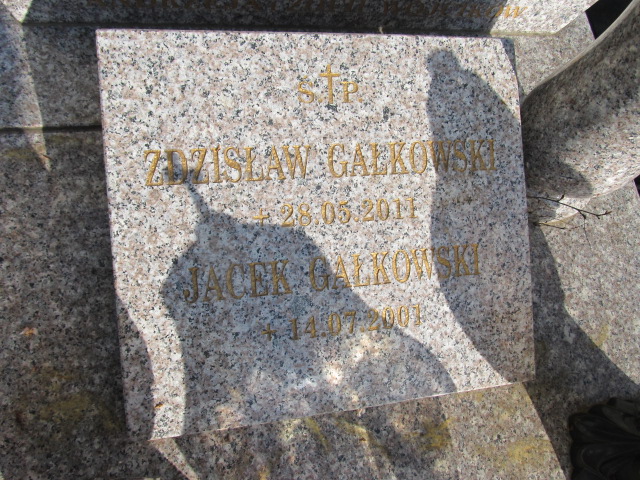 Ś✝P.
ZDZISŁAW GAŁKOWSKI
+ 28.05.2011
JACEK GAŁKOWSKI
+ 14.07.2001